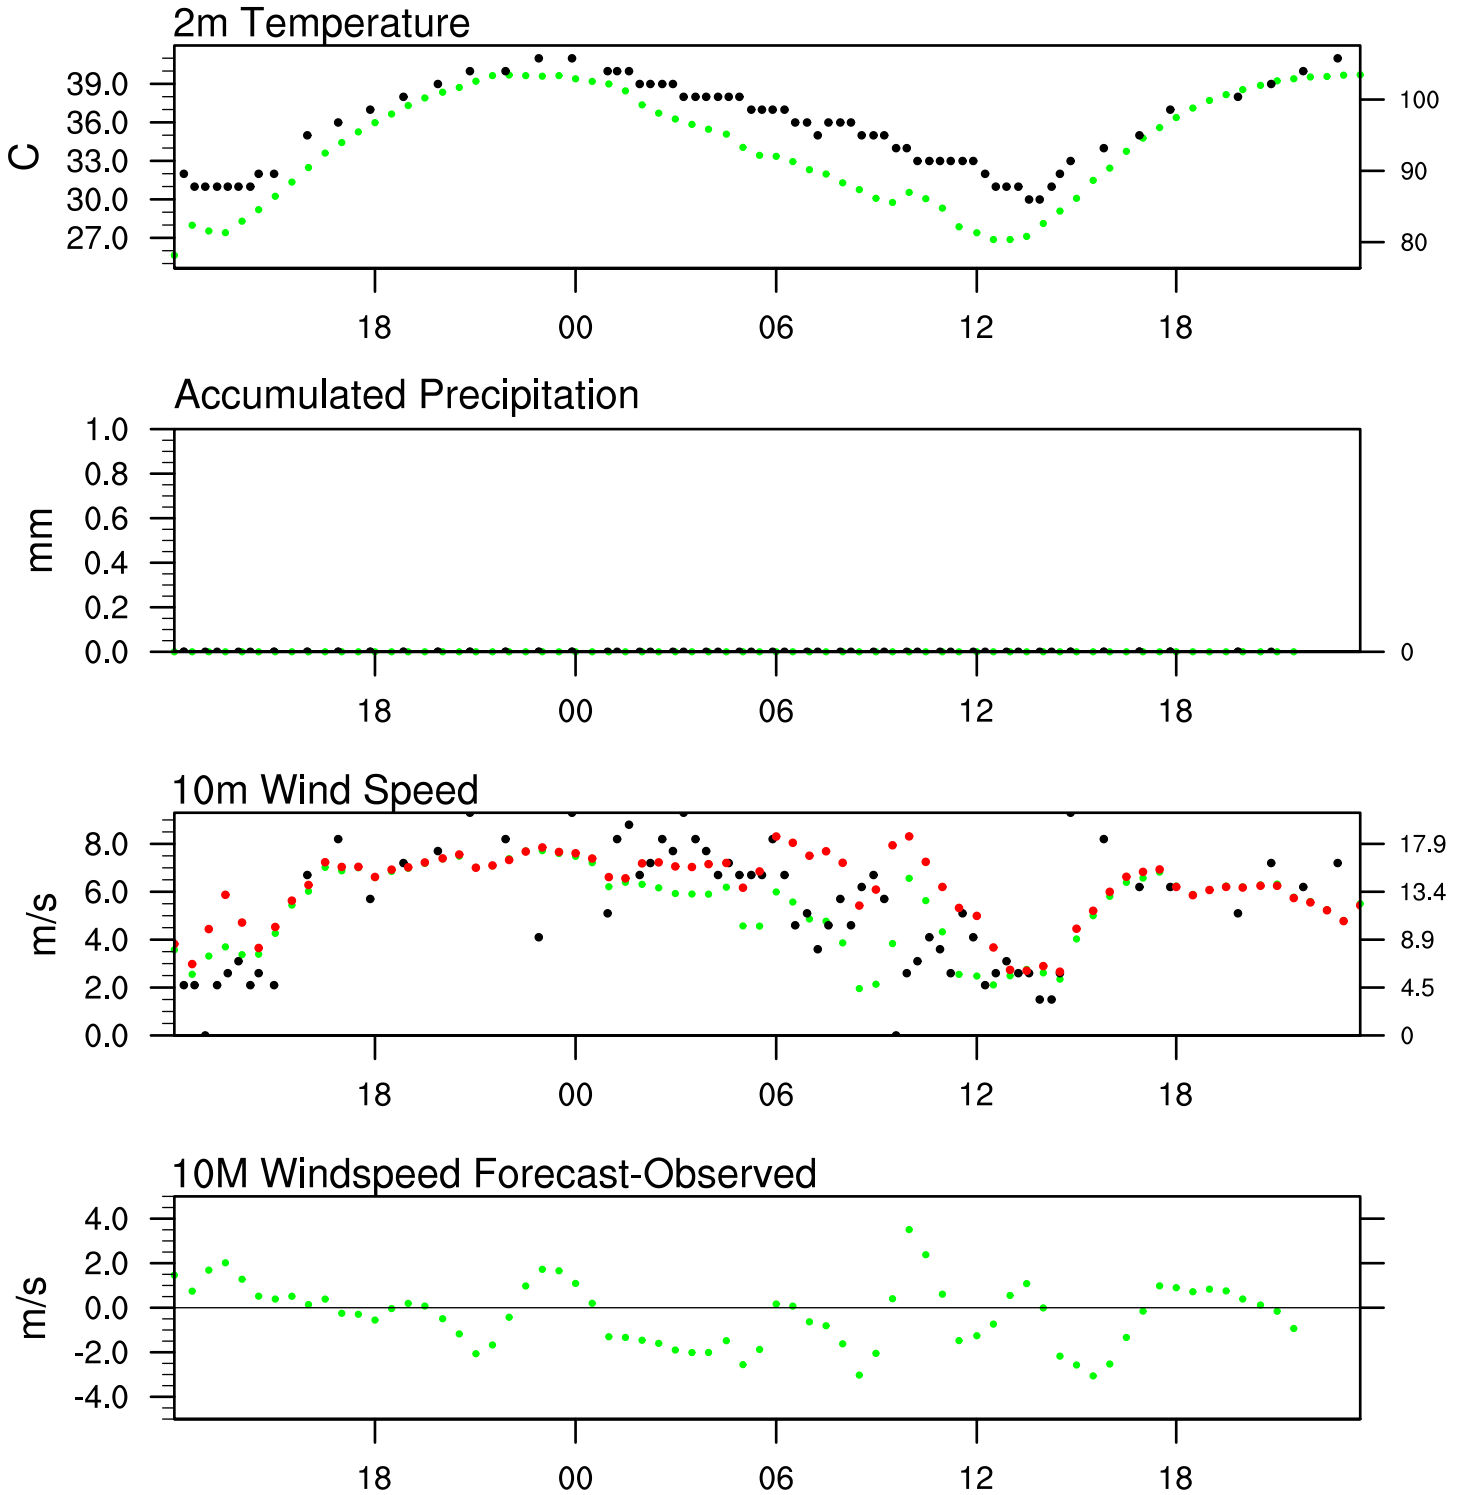 2m Temperature
39.0
36.0
33.0
30.0
27.0
C
100
90
80
18 00 06 12 18
Accumulated Precipitation
1.0
0.8
0.6
0.4
0.2
0.0
mm
0
18 00 06 12 18
10m Wind Speed
8.0
6.0
4.0
2.0
0.0
m/s
17.9
13.4
8.9
4.5
0
18 00 06 12 18
10M Windspeed Forecast-Observed
4.0
2.0
0.0
-2.0
-4.0
m/s
18 00 06 12 18